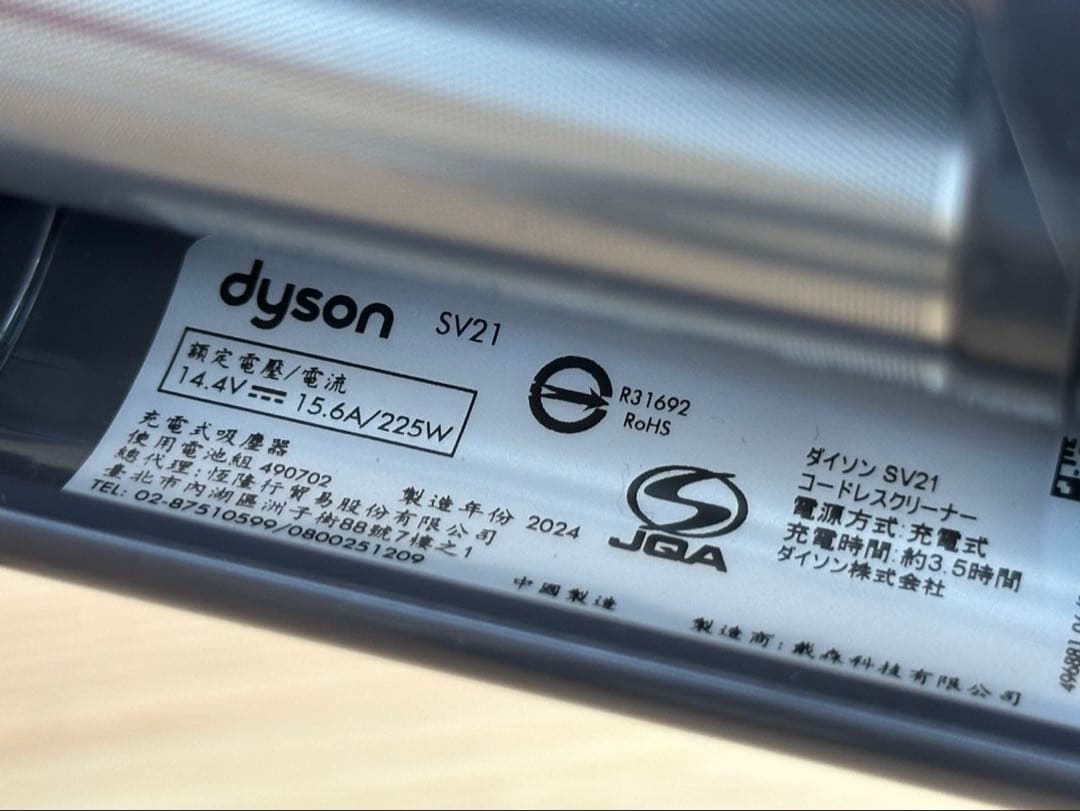 dyson SV21
額定電壓/電流
14.4V 15.6A/225W
R31692
RoHS
充電式吸塵器
使用電池組 490702 製造年份 2024
總代理:恆隆行貿易股份有限公司
臺北市內湖區洲子街88號7樓之1
TEL: 02-87510599/0800251209
JQA
ダイソン SV21
コードレスクリーナー
電源方式:充電式
充電時間:約3.5時間
ダイソン株式会社
中國製造
製造商:戴森科技有限公司